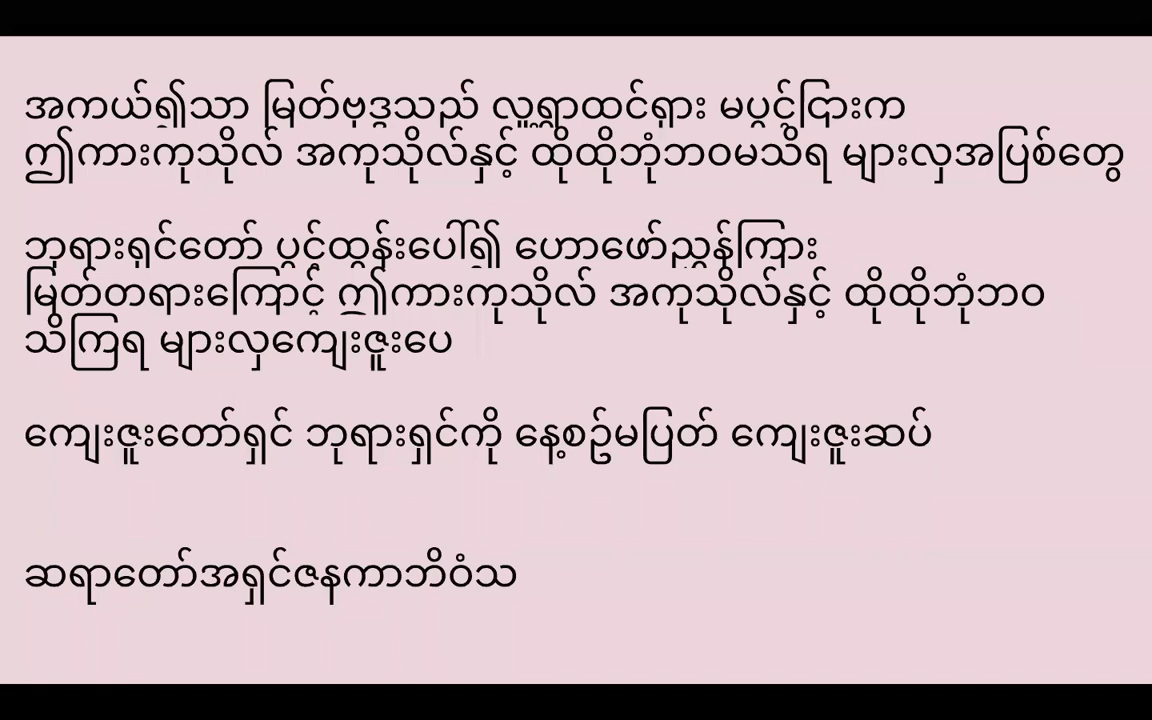 အကယ်၍သာ မြတ်ဗုဒ္ဓသည် လူ့ရွာထင်ရှား မပွင့်ငြားက
ဤကားကုသိုလ် အကုသိုလ်နှင့် ထိုထိုဘုံဘဝမသိရ များလှအပြစ်တွေ
ဘုရားရှင်တော် ပွင့်ထွန်းပေါ်၍ ဟောဖော်ညွှန်ကြား
မြတ်တရားကြောင့် ဤကားကုသိုလ် အကုသိုလ်နှင့် ထိုထိုဘုံဘဝ
သိကြရ များလှကျေးဇူးပေ
ကျေးဇူးတော်ရှင် ဘုရားရှင်ကို နေ့စဥ်မပြတ် ကျေးဇူးဆပ်
ဆရာတော်အရှင်ဇနကာဘိဝံသ